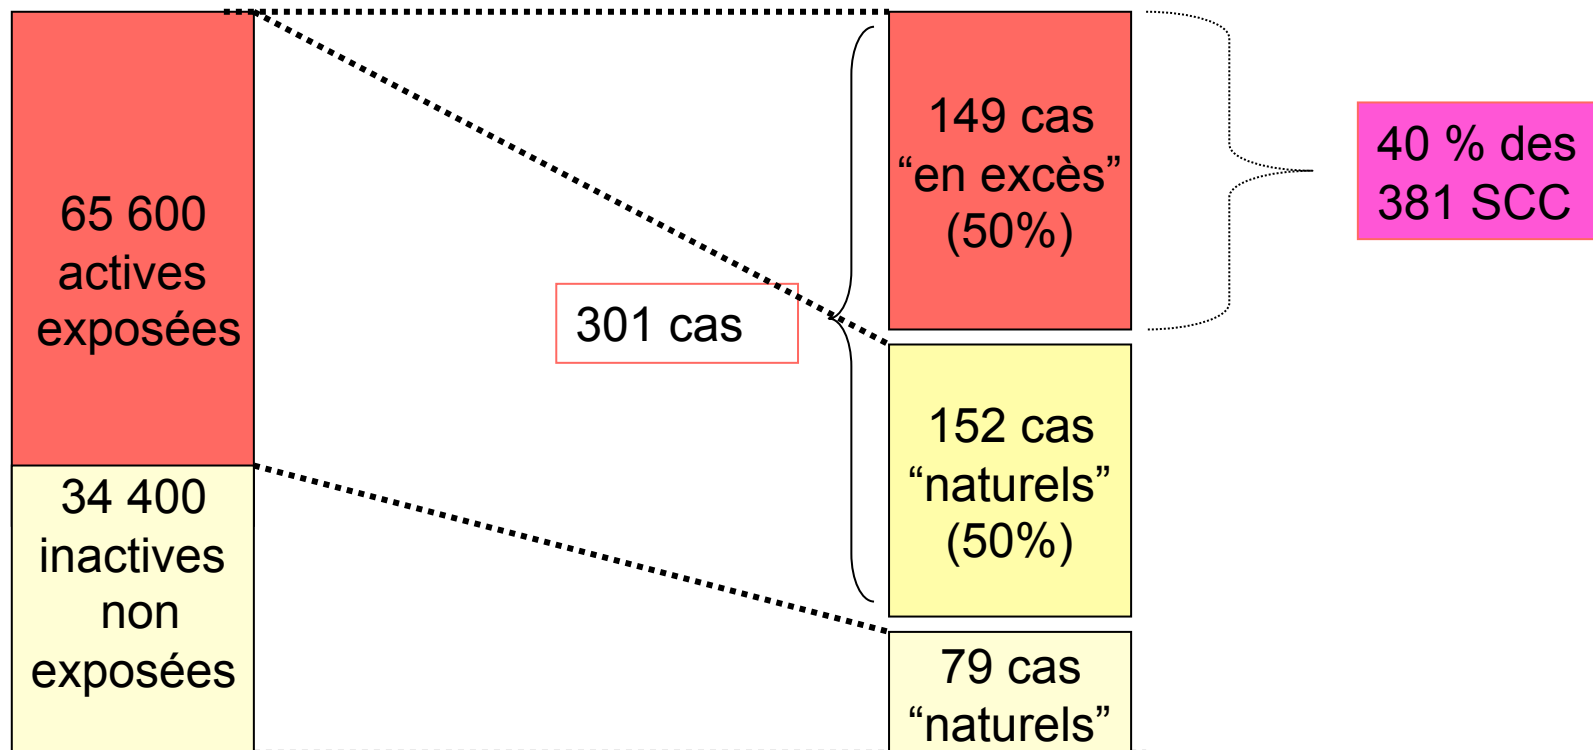 65 600
actives
exposées
34 400
inactives
non
exposées
301 cas
149 cas
“en excès”
(50%)
152 cas
“naturels”
(50%)
79 cas
“naturels”
40 % des
381 SCC